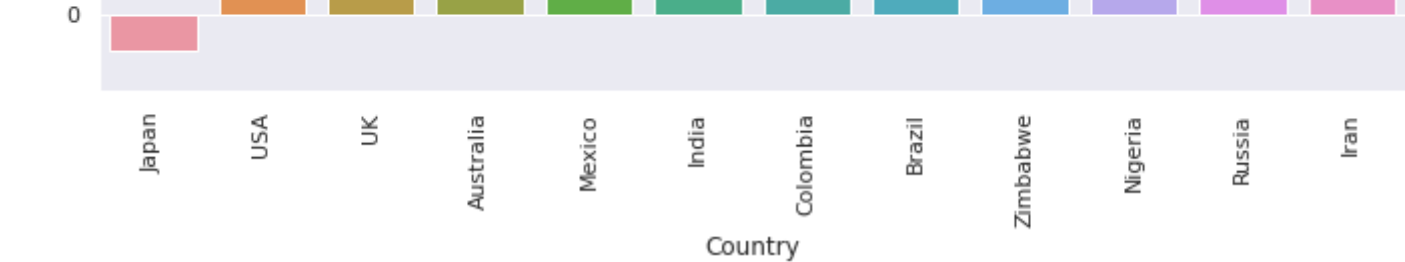 0
Japan
USA
UK
Australia
Mexico
India
Colombia
Brazil
Zimbabwe
Nigeria
Russia
Iran
Country